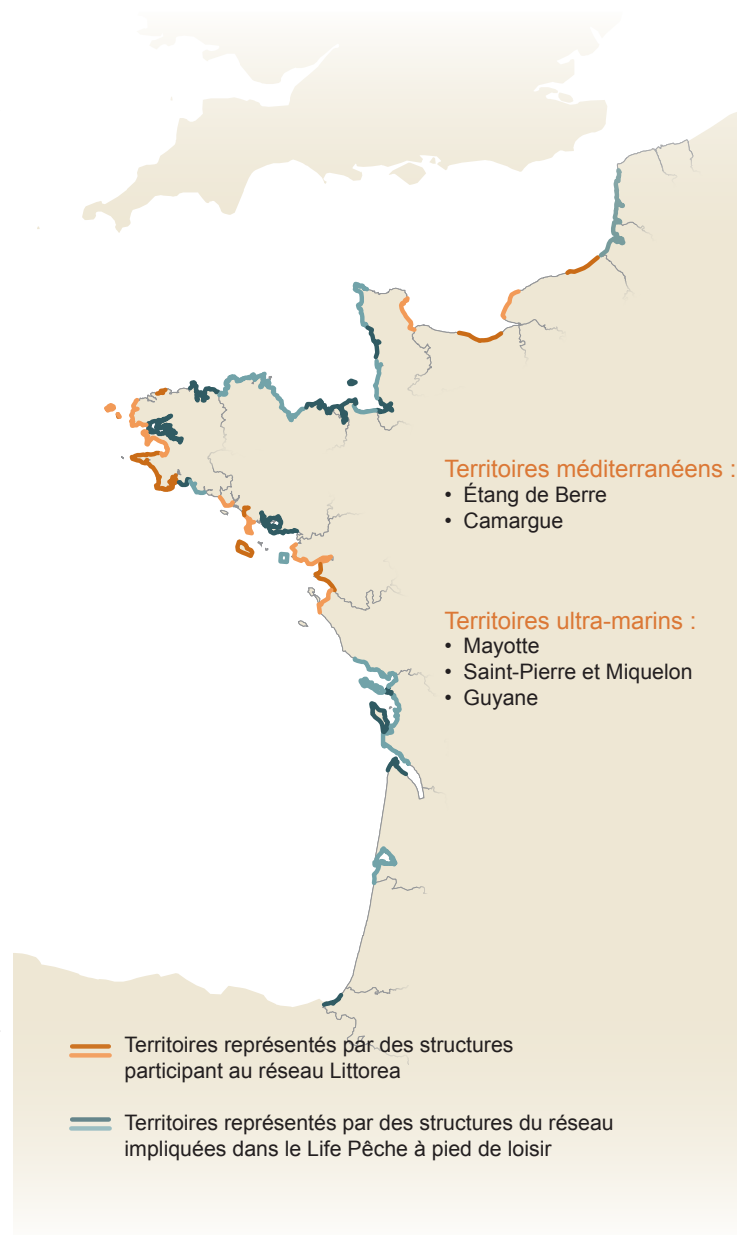 Territoires méditerranéens :
• Étang de Berre
• Camargue
Territoires ultra-marins :
• Mayotte
• Saint-Pierre et Miquelon
• Guyane
Territoires représentés par des structures
participant au réseau Littorea
Territoires représentés par des structures du réseau
impliquées dans le Life Pêche à pied de loisir